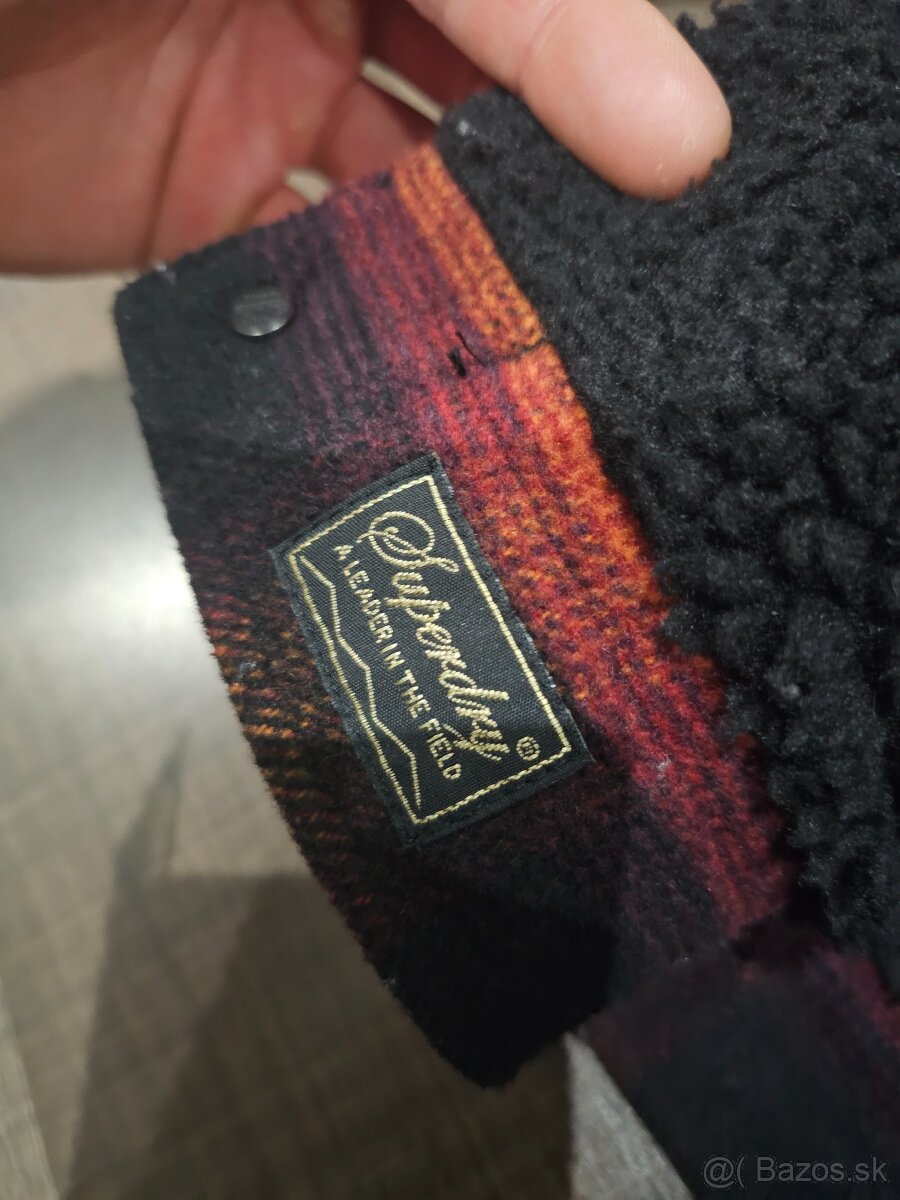 Superdry®
A LEADER IN THE FIELD
@( Bazos.sk